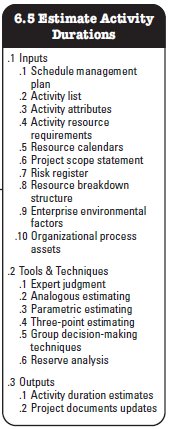 6.5 Estimate Activity
Durations
.1 Inputs
.1 Schedule management
plan
.2 Activity list
.3 Activity attributes
.4 Activity resource
requirements
.5 Resource calendars
.6 Project scope statement
.7 Risk register
.8 Resource breakdown
structure
.9 Enterprise environmental
factors
.10 Organizational process
assets
.2 Tools & Techniques
.1 Expert judgment
.2 Analogous estimating
.3 Parametric estimating
.4 Three-point estimating
.5 Group decision-making
techniques
.6 Reserve analysis
.3 Outputs
.1 Activity duration estimates
.2 Project documents updates